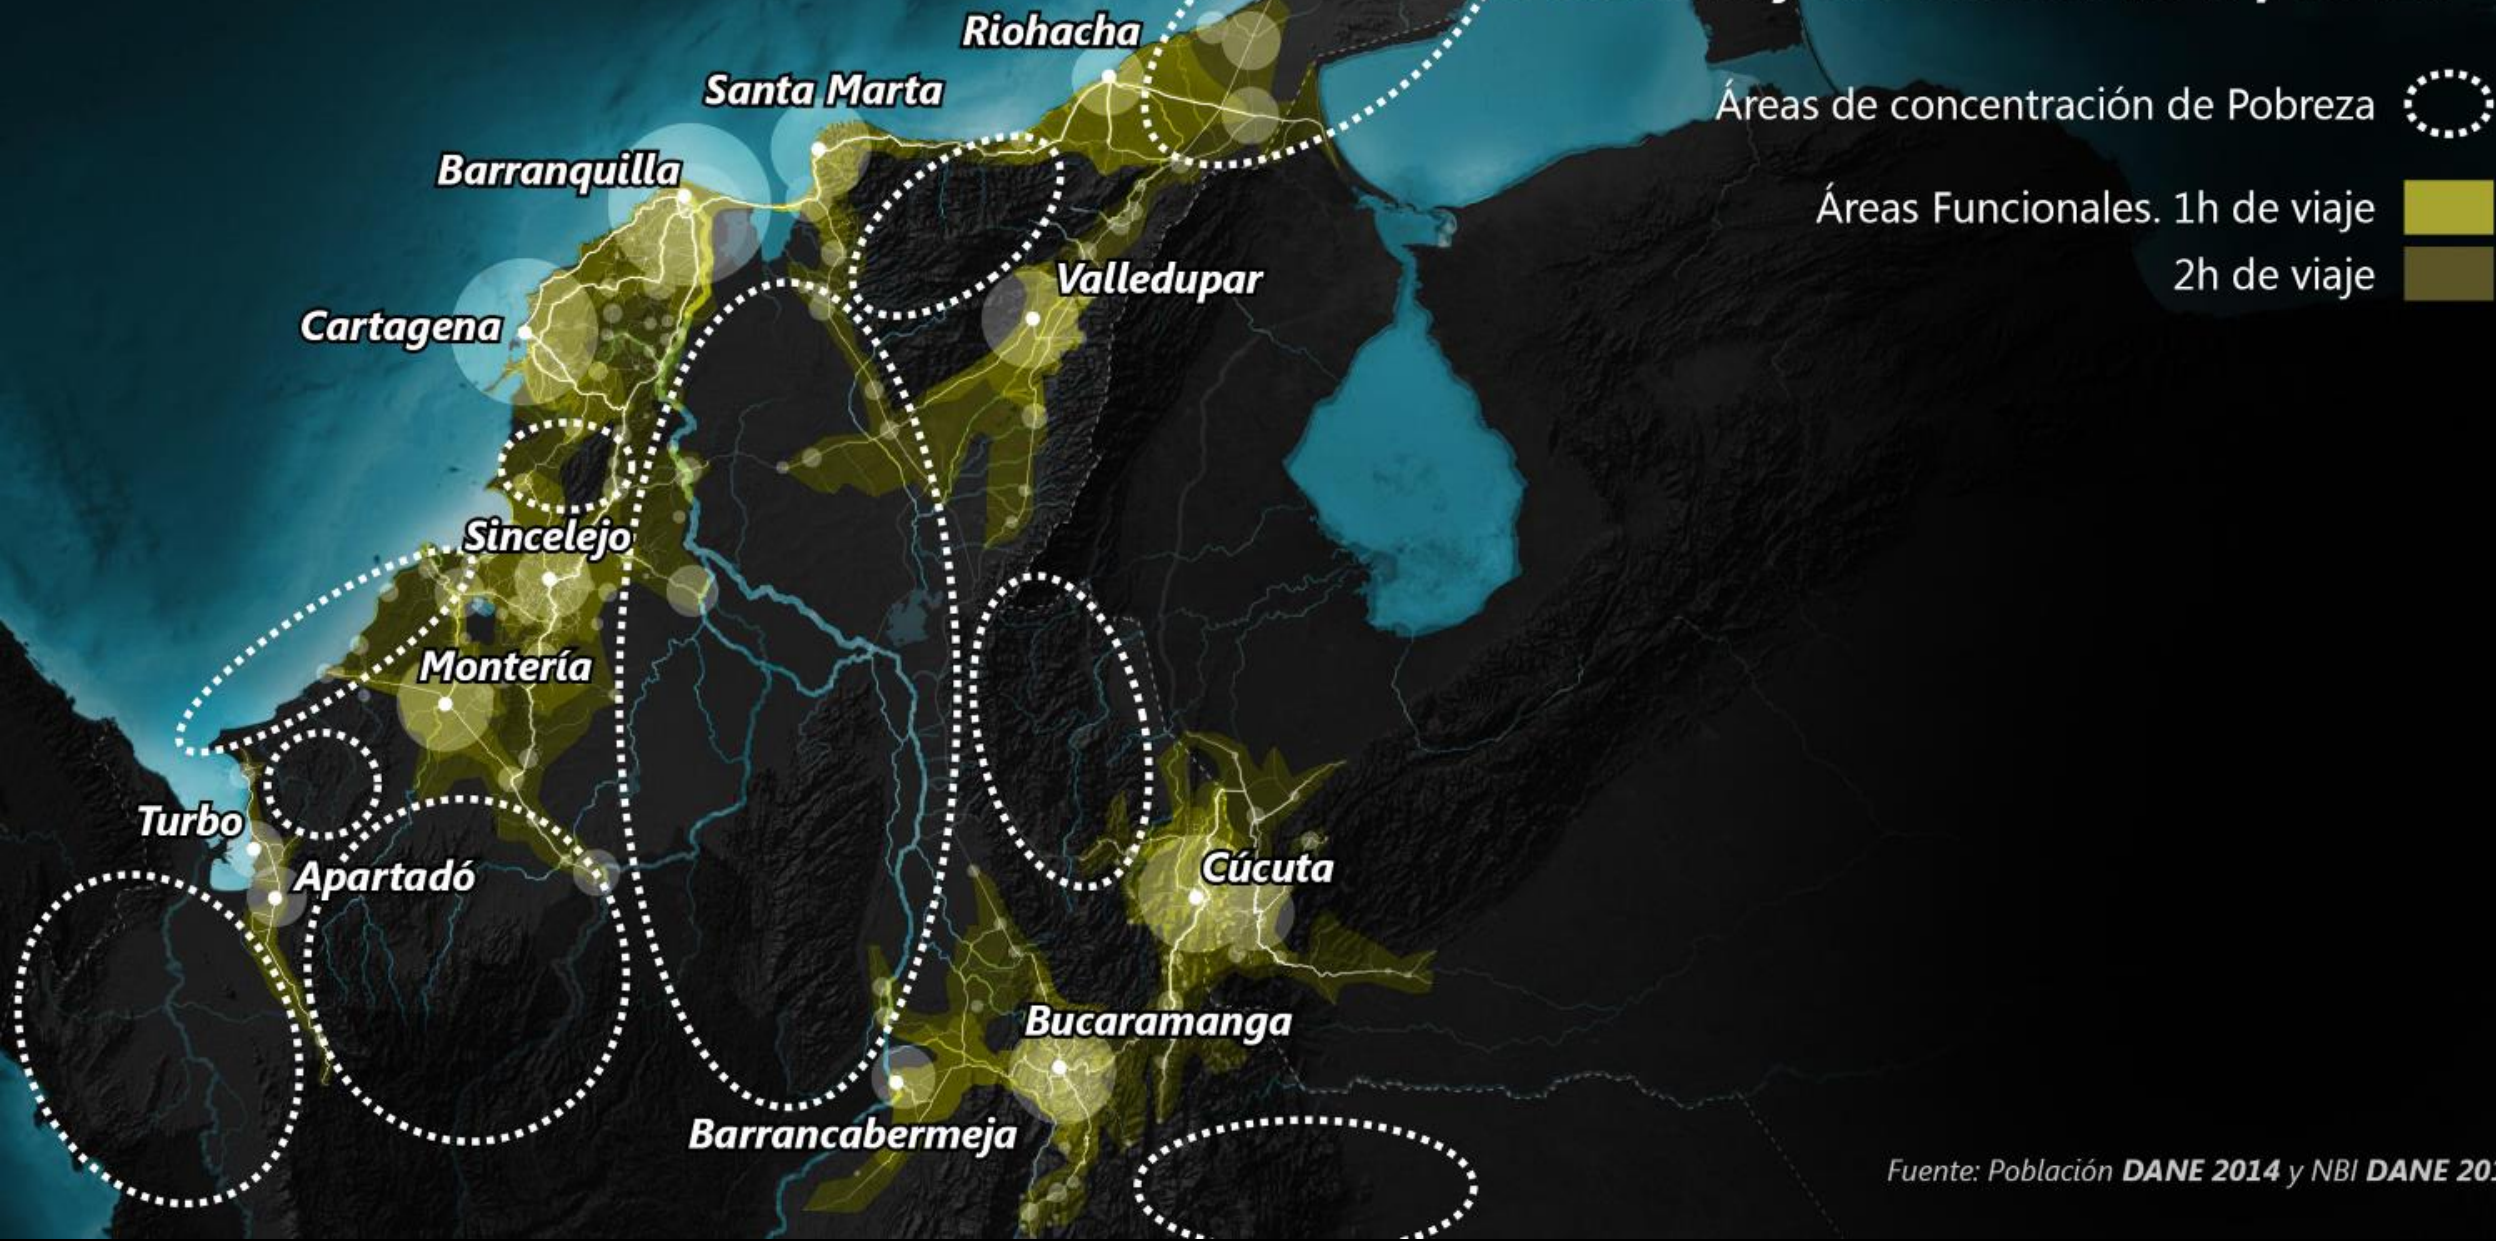 Riohacha
Santa Marta
Áreas de concentración de Pobreza
Barranquilla
Áreas Funcionales. 1h de viaje
2h de viaje
Valledupar
Cartagena
Sincelejo
Montería
Turbo
Apartadó
Cúcuta
Bucaramanga
Barrancabermeja
Fuente: Población DANE 2014 y NBI DANE